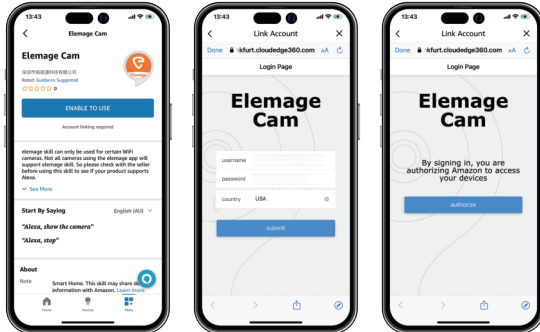 13:43
Elemage Cam
Elemage Cam
深圳市铭视通科技有限公司
Rated: Guidance Suggested
0
ENABLE TO USE
Account linking required
elemage skill can only be used for certain WiFi
cameras. Not all cameras using the elemage app will
support elemage skill. So please check with the seller
before using this skill to see if your product supports
Alexa.
See More
Start By Saying
English (AU)
"Alexa, show the camera"
"Alexa, stop"
About
Note
Smart Home. This skill may share de
information with Amazon. Learn more
Home
Devices
More
13:43
Link Account
Done
kfurt.cloudedge360.com
AA
Login Page
Elemage
Cam
username
password
country
USA
submit
13:43
Link Account
Done
kfurt.cloudedge360.com
AA
Login Page
Elemage
Cam
By signing in, you are
authorizing Amazon to access
your devices
authorize